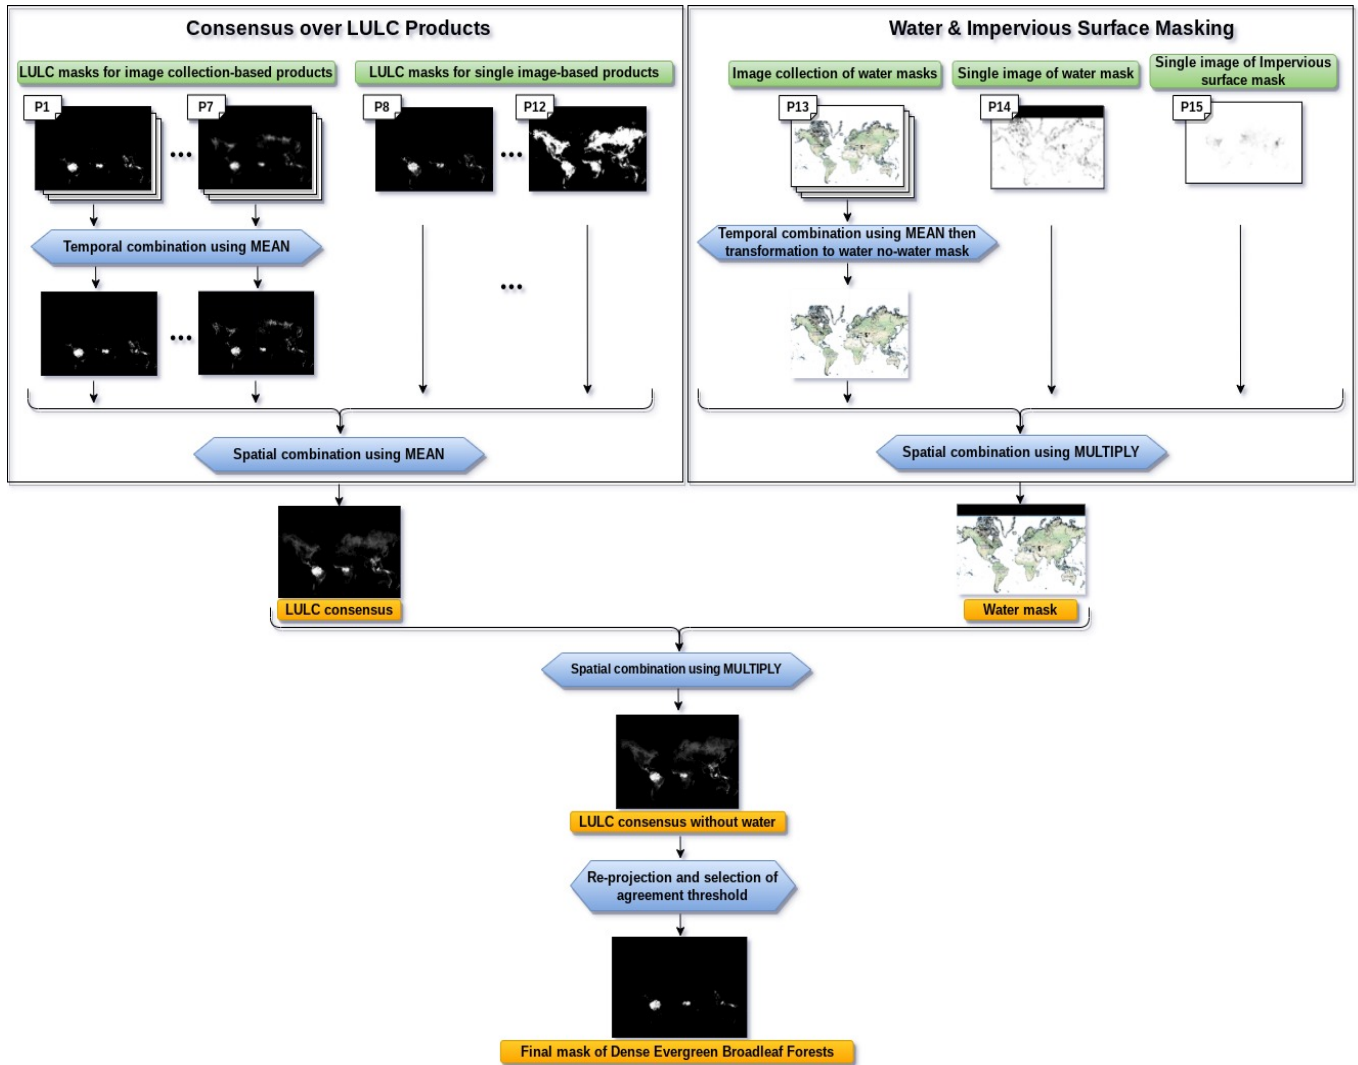 Consensus over LULC Products
Water & Impervious Surface Masking
LULC masks for image collection-based products
LULC masks for single image-based products
Image collection of water masks
Single image of water mask
Single image of Impervious
surface mask
P1
P7
P8
P12
P13
P14
P15
Temporal combination using MEAN
Temporal combination using MEAN then
transformation to water no-water mask
Spatial combination using MEAN
Spatial combination using MULTIPLY
LULC consensus
Water mask
Spatial combination using MULTIPLY
LULC consensus without water
Re-projection and selection of
agreement threshold
Final mask of Dense Evergreen Broadleaf Forests